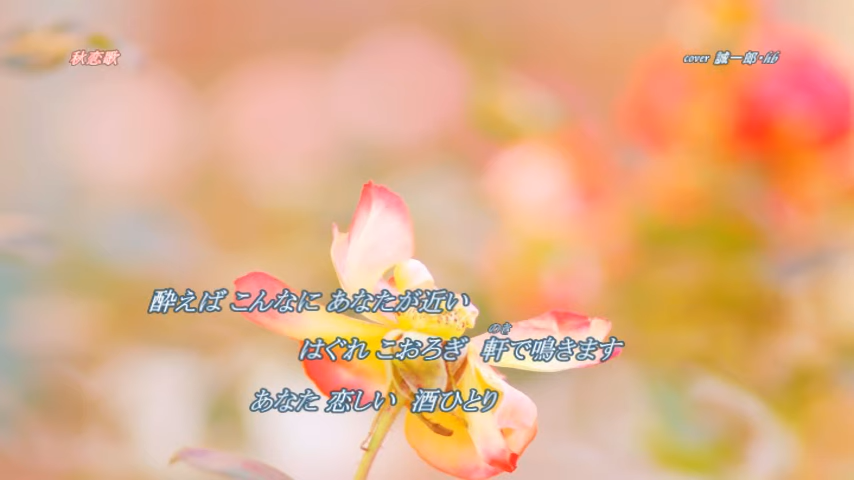 秋恋歌
cover 誠一郎・hb
酔えば こんなに あなたが近い
のき
はぐれ こおろぎ 軒で鳴きます
あなた 恋しい 酒ひとり